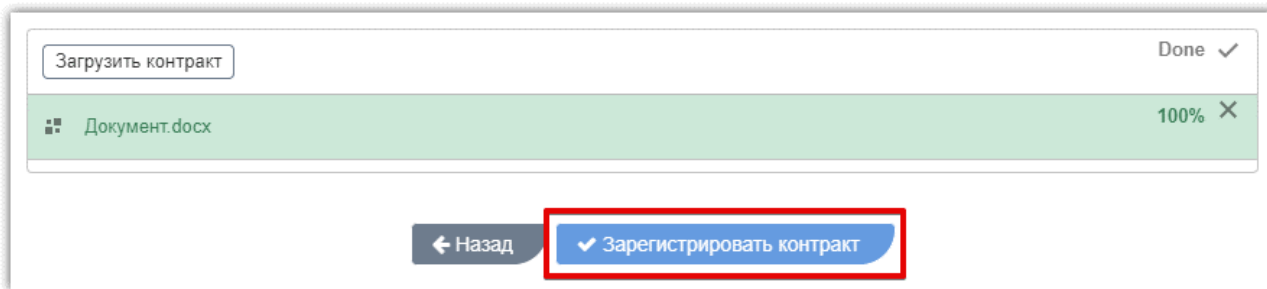 Загрузить контракт
Done
Документ.docx
100%
Назад
Зарегистрировать контракт